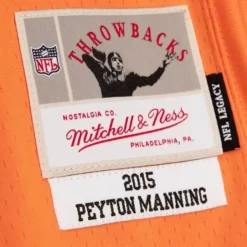 THROWBACKS
NFL
NOSTALGIA CO.
Mitchell & Ness
PHILADELPHIA, PA.
NFL LEGACY
2015
PEYTON MANNING